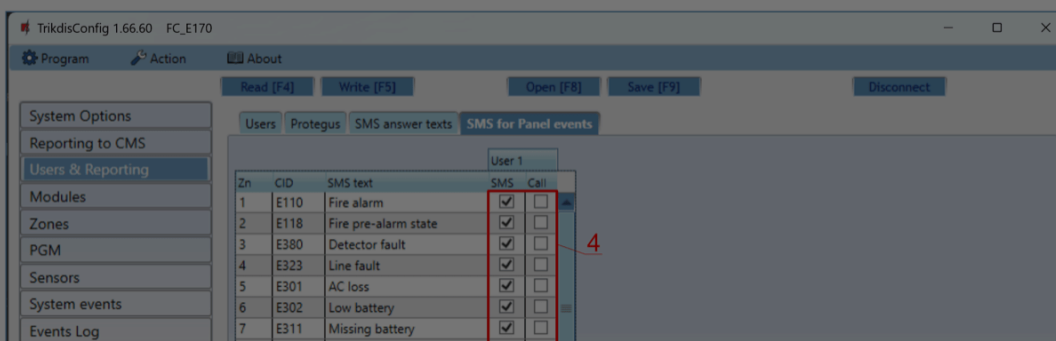 TrikdisConfig 1.66.60 FC_E170
Program Action About
Read [F4] Write [F5] Open [F8] Save [F9] Disconnect
System Options
Reporting to CMS
Users & Reporting
Modules
Zones
PGM
Sensors
System events
Events Log
Users Protegus SMS answer texts SMS for Panel events
User 1
Zn CID SMS text SMS Call
1 E110 Fire alarm
2 E118 Fire pre-alarm state
3 E380 Detector fault
4 E323 Line fault
5 E301 AC loss
6 E302 Low battery
7 E311 Missing battery
4